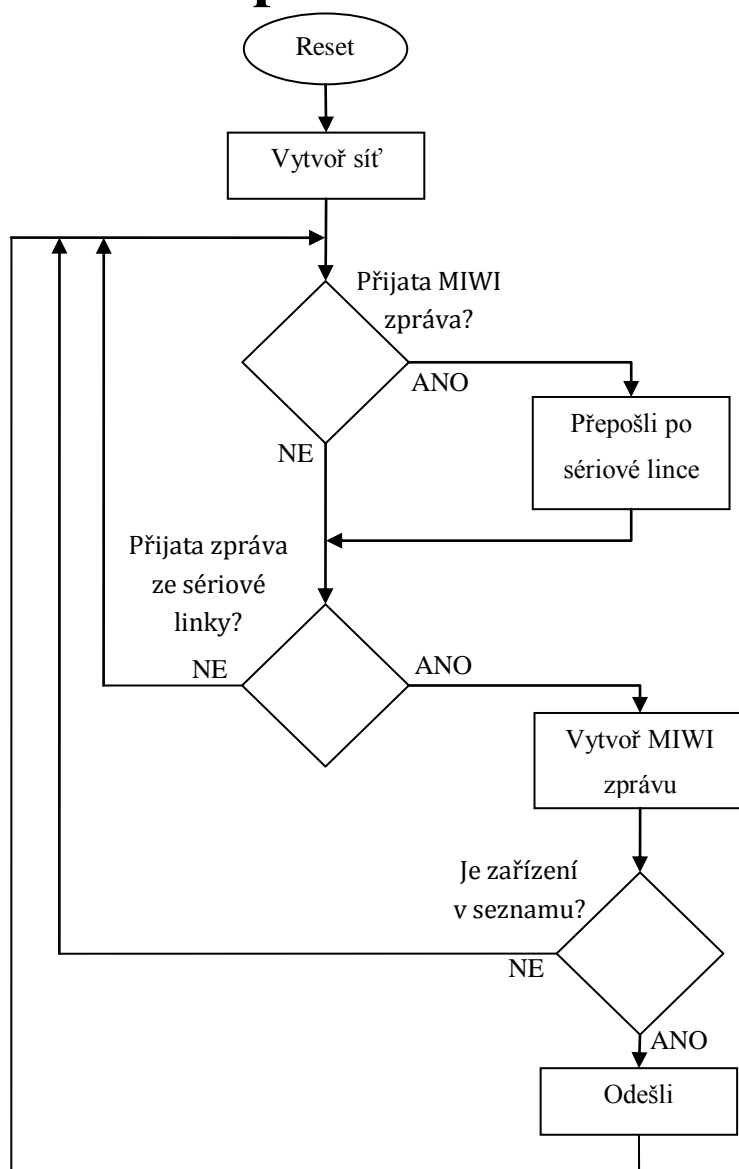 Reset
Vytvoř síť
Přijata MIWI
zpráva?
ANO
NE
Přepošli po
sériové lince
Přijata zpráva
ze sériové
linky?
NE
ANO
Vytvoř MIWI
zprávu
Je zařízení
v seznamu?
NE
ANO
Odešli